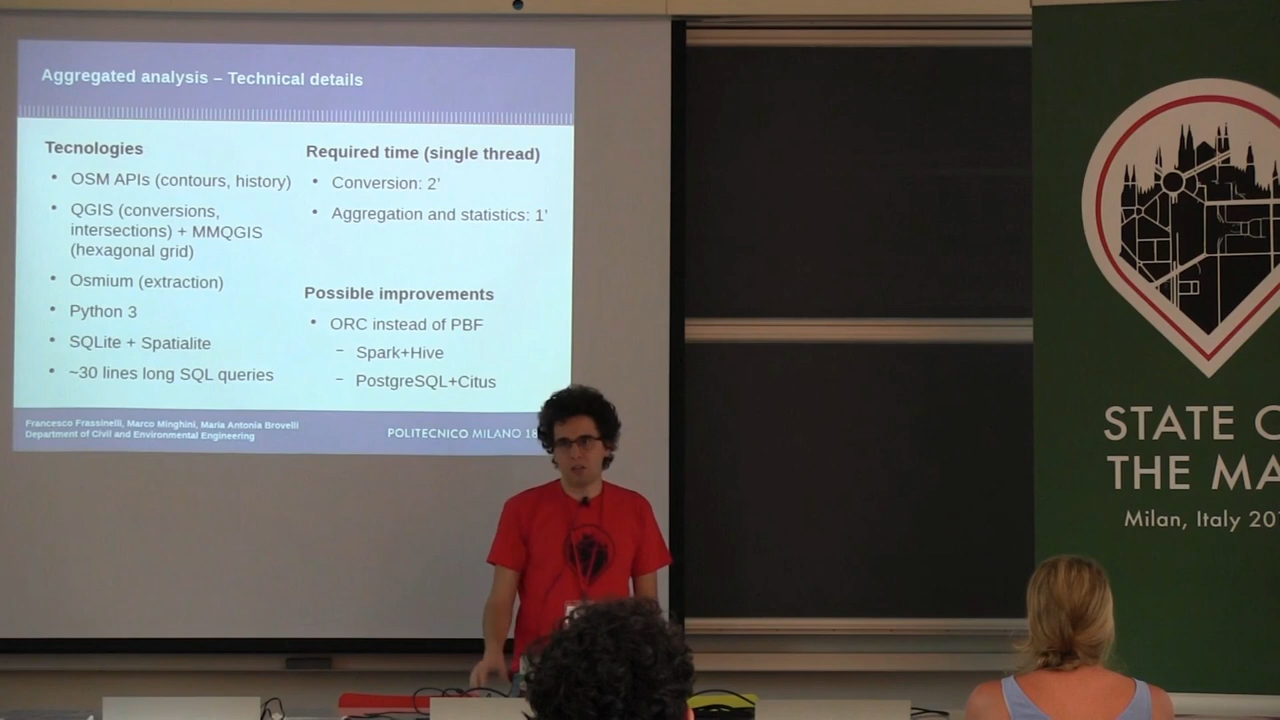 Aggregated analysis – Technical details
Tecnologies
• OSM APIs (contours, history)
• QGIS (conversions,
intersections) + MMQGIS
(hexagonal grid)
• Osmium (extraction)
• Python 3
• SQLite + Spatialite
• ~30 lines long SQL queries
Required time (single thread)
• Conversion: 2'
• Aggregation and statistics: 1'
Possible improvements
• ORC instead of PBF
– Spark+Hive
– PostgreSQL+Citus
Francesco Frassinelli, Marco Minghini, Maria Antonia Brovelli
Department of Civil and Environmental Engineering
POLITECNICO MILANO 18
STATE
THE MA
Milan, Italy 20